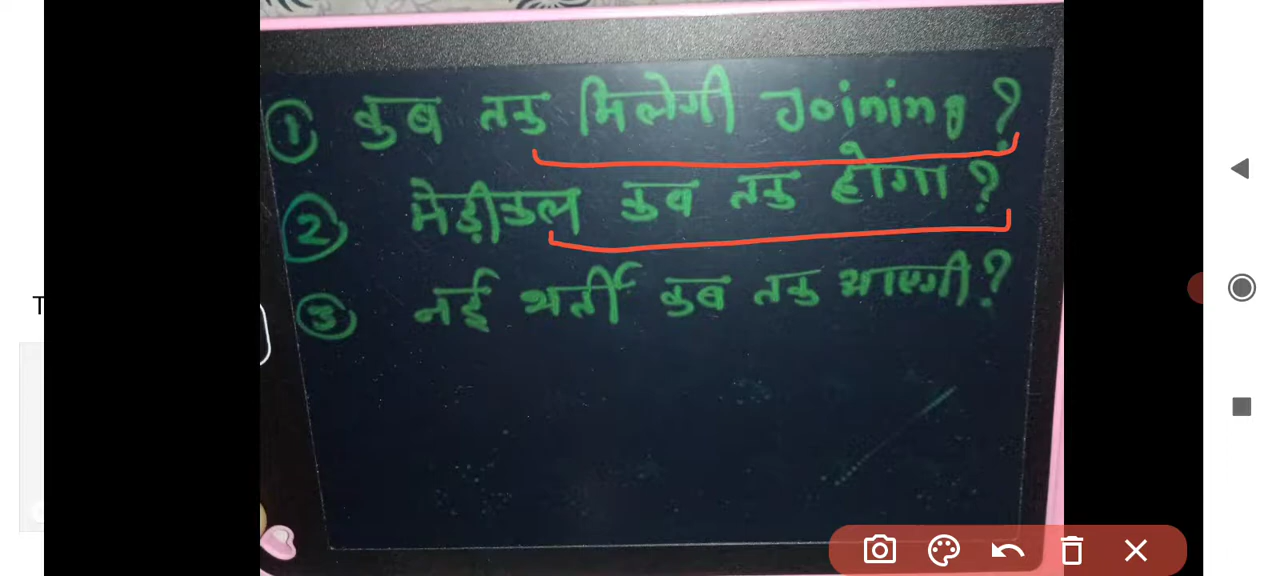 ① कब तक मिलेगी Joining ?
② मेडीकल कब तक होगा ?
③ नई भर्ती कब तक आएगी ?
T